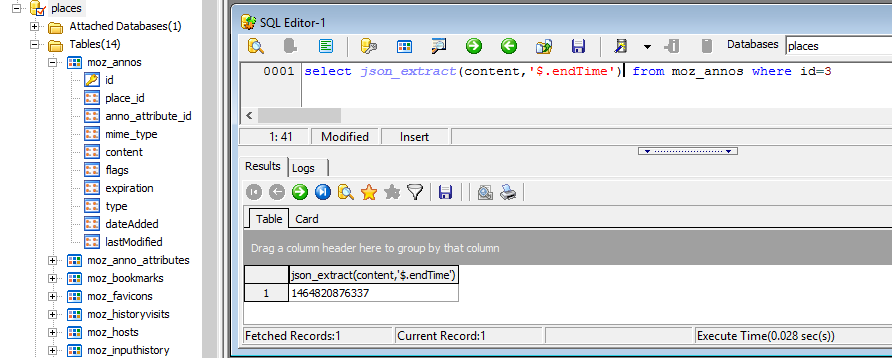 places
Attached Databases(1)
Tables(14)
moz_annos
id
place_id
anno_attribute_id
mime_type
content
flags
expiration
type
dateAdded
lastModified
moz_anno_attributes
moz_bookmarks
moz_favicons
moz_historyvisits
moz_hosts
moz_inputhistory
SQL Editor-1
Databases places
0001 select json_extract(content,'$.endTime') from moz_annos where id=3
1: 41 Modified Insert
Results Logs
Table Card
Drag a column header here to group by that column
json_extract(content,'$.endTime')
1 1464820876337
Fetched Records:1 Current Record:1 Execute Time(0.028 sec(s))